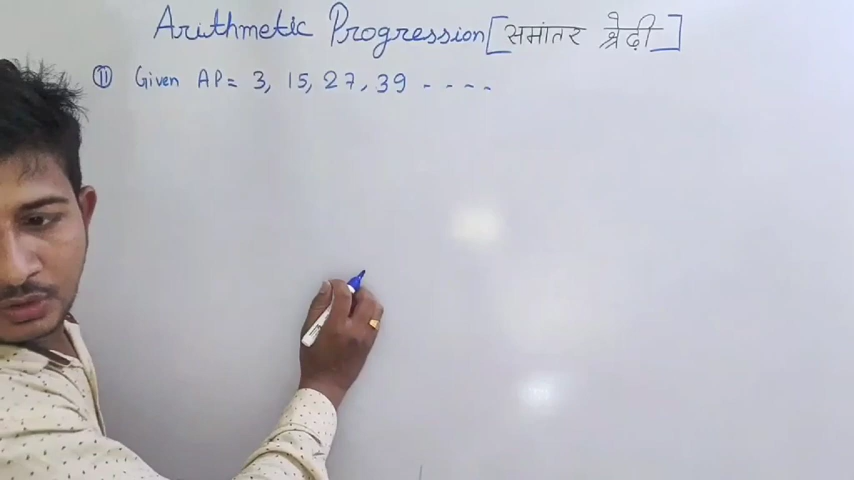 Arithmetic Progression [समांतर श्रेढ़ी]
⑪ Given AP = 3, 15, 27, 39 - - - -